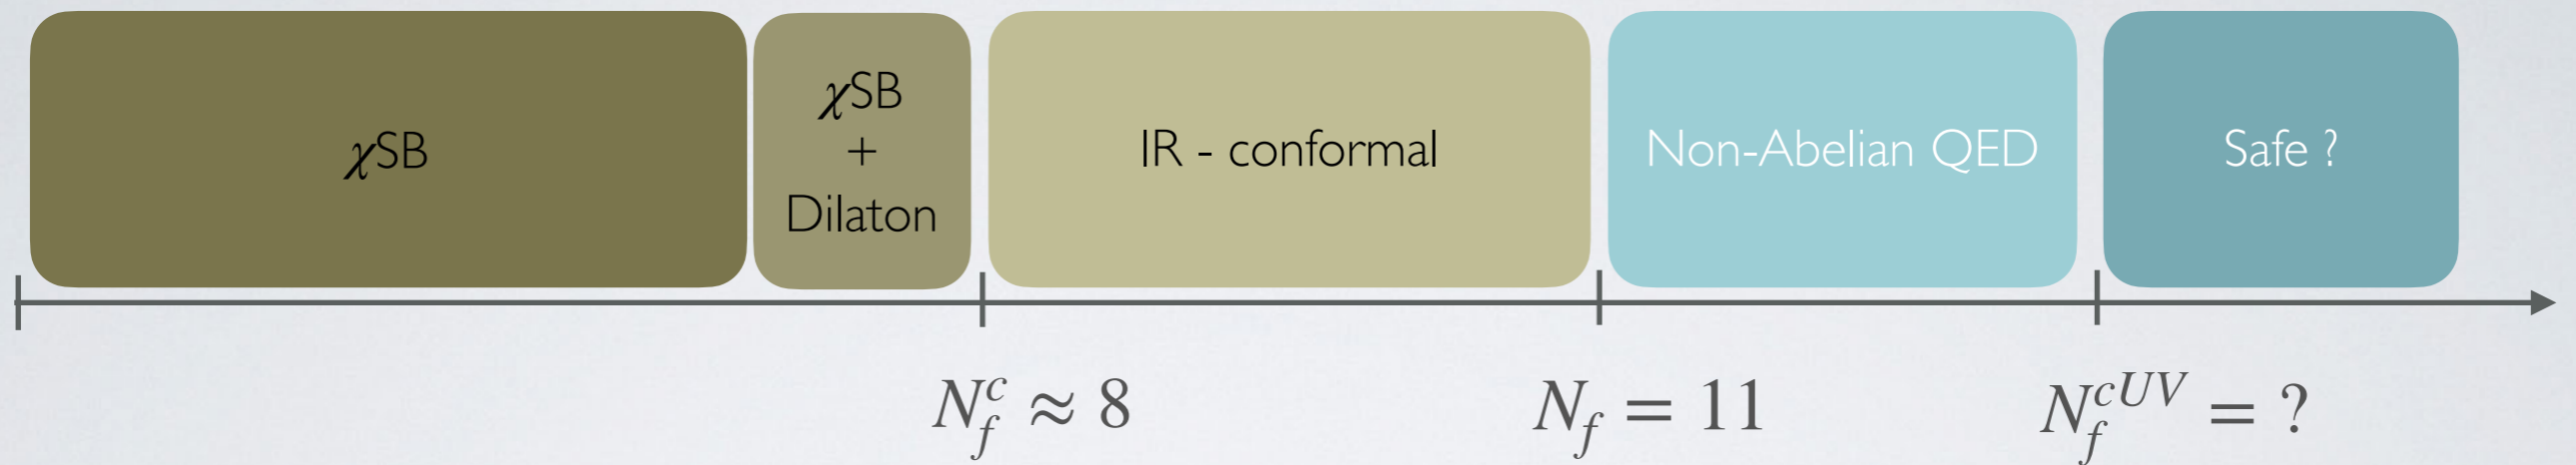 χSB
χSB
+
Dilaton
IR - conformal
Non-Abelian QED
Safe ?
N_f^c ≈ 8
N_f = 11
N_f^{cUV} = ?